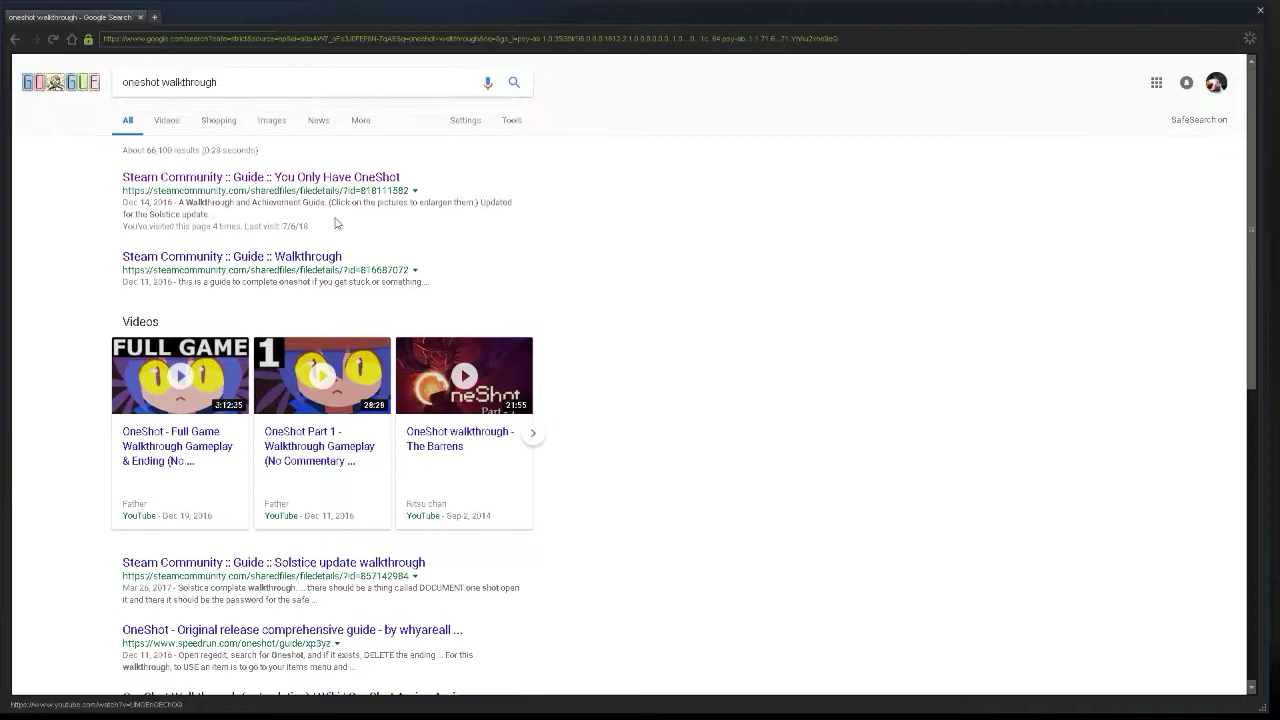 oneshot walkthrough - Google Search
GOOGLE
oneshot walkthrough
All Videos Shopping Images News More Settings Tools
SafeSearch on
About 66,100 results (0.28 seconds)
Steam Community :: Guide :: You Only Have OneShot
https://steamcommunity.com/sharedfiles/filedetails/?id=818111582
Dec 14, 2016 - A Walkthrough and Achievement Guide. (Click on the pictures to enlargen them.) Updated
for the Solstice update.
You've visited this page 4 times. Last visit: 7/6/18
Steam Community :: Guide :: Walkthrough
https://steamcommunity.com/sharedfiles/filedetails/?id=816687072
Dec 11, 2016 - this is a guide to complete oneshot if you get stuck or something....
Videos
FULL GAME
3:12:35
1
28:28
neShot
Part -
21:55
OneShot - Full Game
Walkthrough Gameplay
& Ending (No ...
Father
YouTube - Dec 19, 2016
OneShot Part 1 -
Walkthrough Gameplay
(No Commentary ...
Father
YouTube - Dec 11, 2016
OneShot walkthrough -
The Barrens
Ritsu chan
YouTube - Sep 2, 2014
Steam Community :: Guide :: Solstice update walkthrough
https://steamcommunity.com/sharedfiles/filedetails/?id=857142984
Mar 26, 2017 - Solstice complete walkthrough. ... there should be a thing called DOCUMENT one shot open
it and there it should be the password for the safe ...
OneShot - Original release comprehensive guide - by whyareall ...
https://www.speedrun.com/oneshot/guide/xp3yz
Dec 11, 2016 - Open regedit, search for Oneshot, and if it exists, DELETE the ending ... For this
walkthrough, to USE an item is to go to your items menu and ...